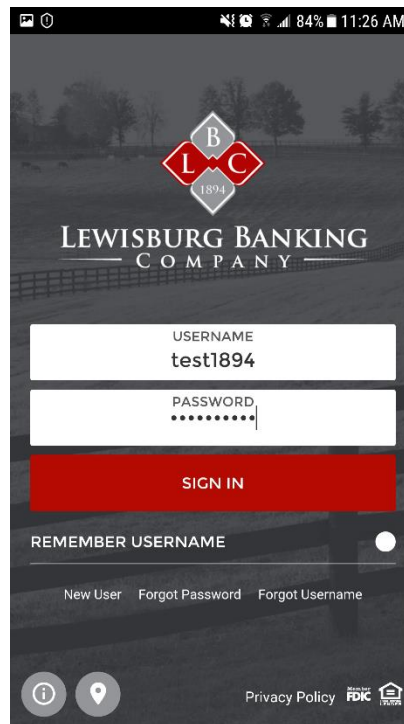 84% 11:26 AM
B
L C
1894
LEWISBURG BANKING
COMPANY
USERNAME
test1894
PASSWORD
••••••••••
SIGN IN
REMEMBER USERNAME
New User Forgot Password Forgot Username
Privacy Policy Member FDIC